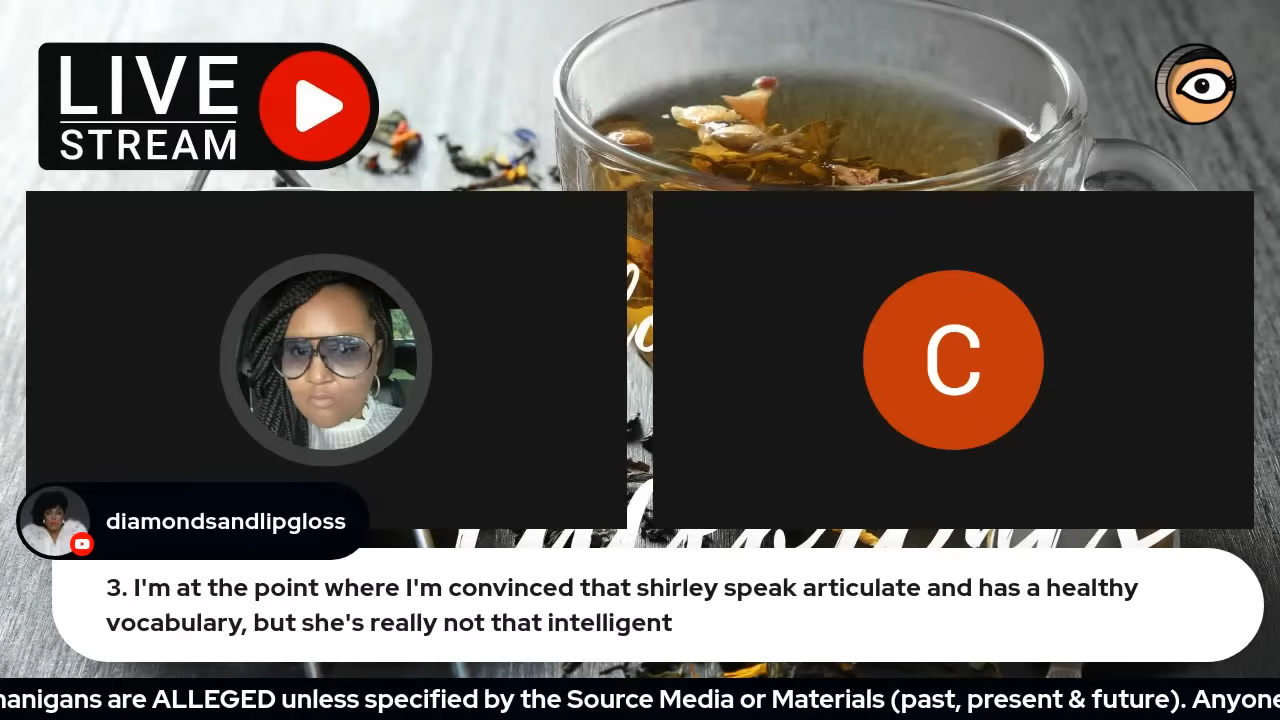 LIVE
STREAM
C
diamondsandlipgloss
3. I'm at the point where I'm convinced that shirley speak articulate and has a healthy
vocabulary, but she's really not that intelligent
nanigans are ALLEGED unless specified by the Source Media or Materials (past, present & future). Anyone